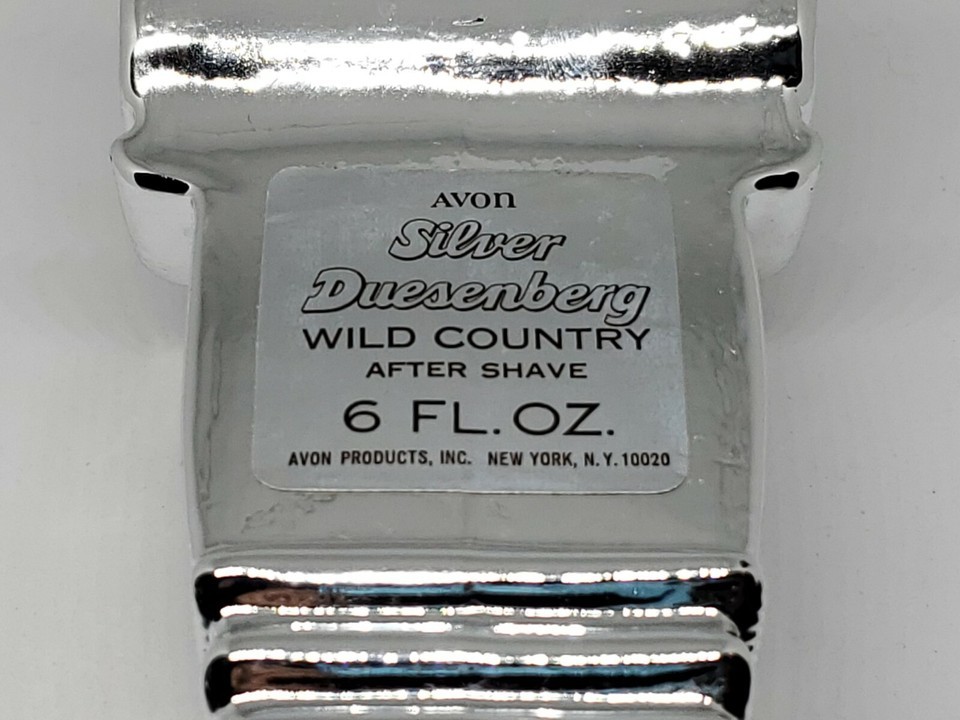 AVON
Silver
Duesenberg
WILD COUNTRY
AFTER SHAVE
6 FL. OZ.
AVON PRODUCTS, INC. NEW YORK, N.Y. 10020